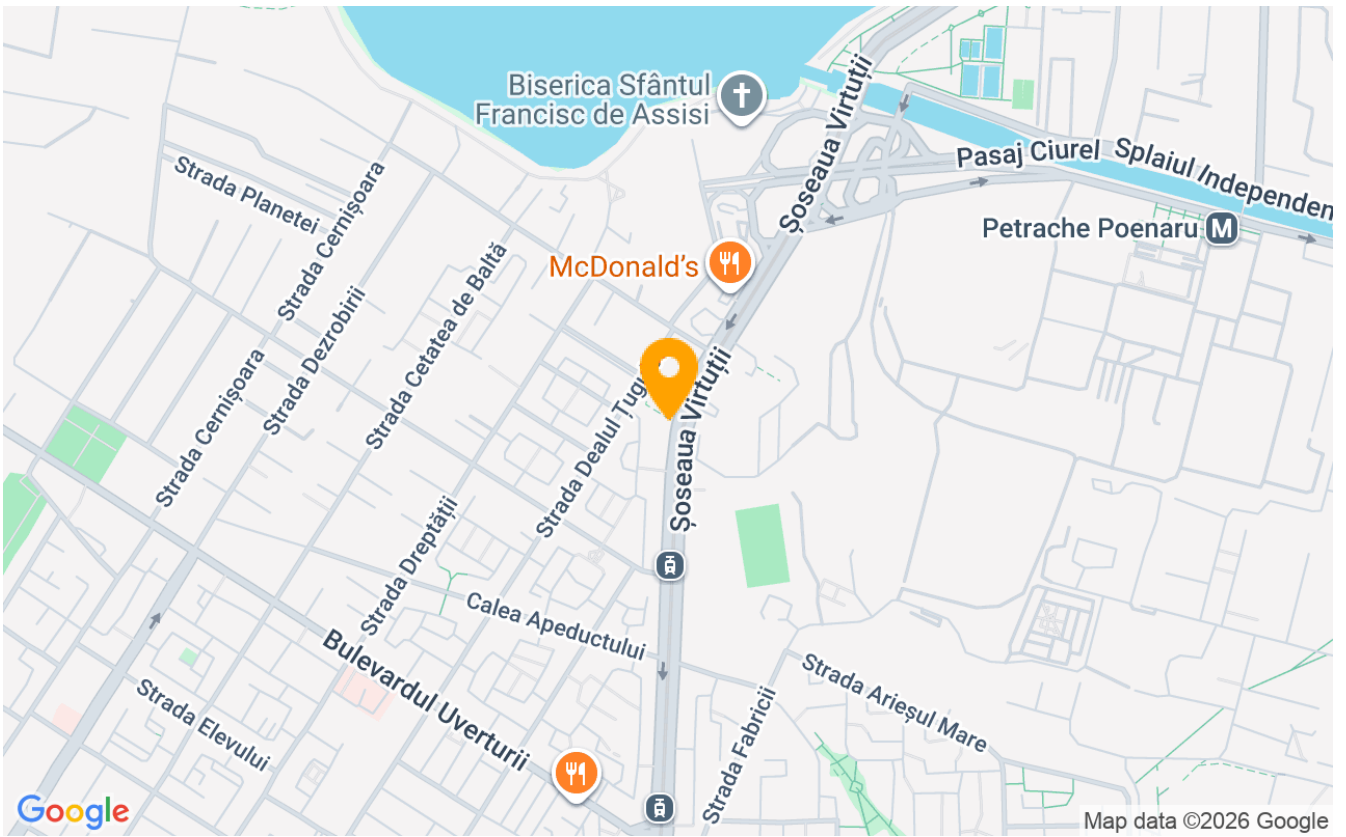 Biserica Sfântul
Francisc de Assisi
Șoseaua Virtuții
Pasaj Ciurel
Splaiul Independen
Petrache Poenaru
M
Strada Planetei
Strada Cernișoara
McDonald's
Strada Dezrobirii
Strada Cetatea de Baltă
Strada Cernișoara
Strada Dealul Țugu
Șoseaua Virtuții
Strada Dreptății
Calea Apeductului
Bulevardul Uverturii
Strada Elevului
Strada Fabricii
Strada Arieșul Mare
Google
Map data ©2026 Google